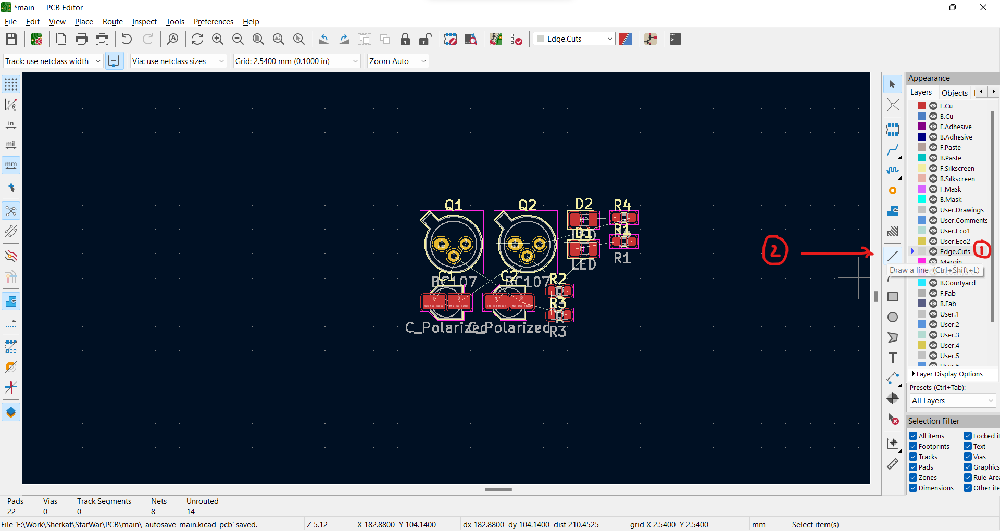 *main — PCB Editor
File Edit View Place Route Inspect Tools Preferences Help
Edge.Cuts
Track: use netclass width
Via: use netclass sizes
Grid: 2.5400 mm (0.1000 in)
Zoom Auto
in
mil
mm
Q1
Q2
D2
R4
D1
R1
LED
R1
C1
C2
BC107
BC107
R2
R3
1 2
1 2
C_Polarized
C_Polarized
R3
2
1
Draw a line (Ctrl+Shift+L)
Appearance
Layers Objects
F.Cu
B.Cu
F.Adhesive
B.Adhesive
F.Paste
B.Paste
F.Silkscreen
B.Silkscreen
F.Mask
B.Mask
User.Drawings
User.Comments
User.Eco1
User.Eco2
Edge.Cuts
Margin
B.Courtyard
F.Fab
B.Fab
User.1
User.2
User.3
User.4
User.5
User.6
Layer Display Options
Presets (Ctrl+Tab):
All Layers
Selection Filter
All items Locked it
Footprints Text
Tracks Vias
Pads Graphics
Zones Rule Are
Dimensions Other ite
Pads Vias Track Segments Nets Unrouted
22 0 0 8 14
File 'E:\Work\Sherkat\StarWar\PCB\main\_autosave-main.kicad_pcb' saved.
Z 5.12
X 182.8800 Y 104.1400
dx 182.8800 dy 104.1400 dist 210.4525
grid X 2.5400 Y 2.5400
mm
Select item(s)